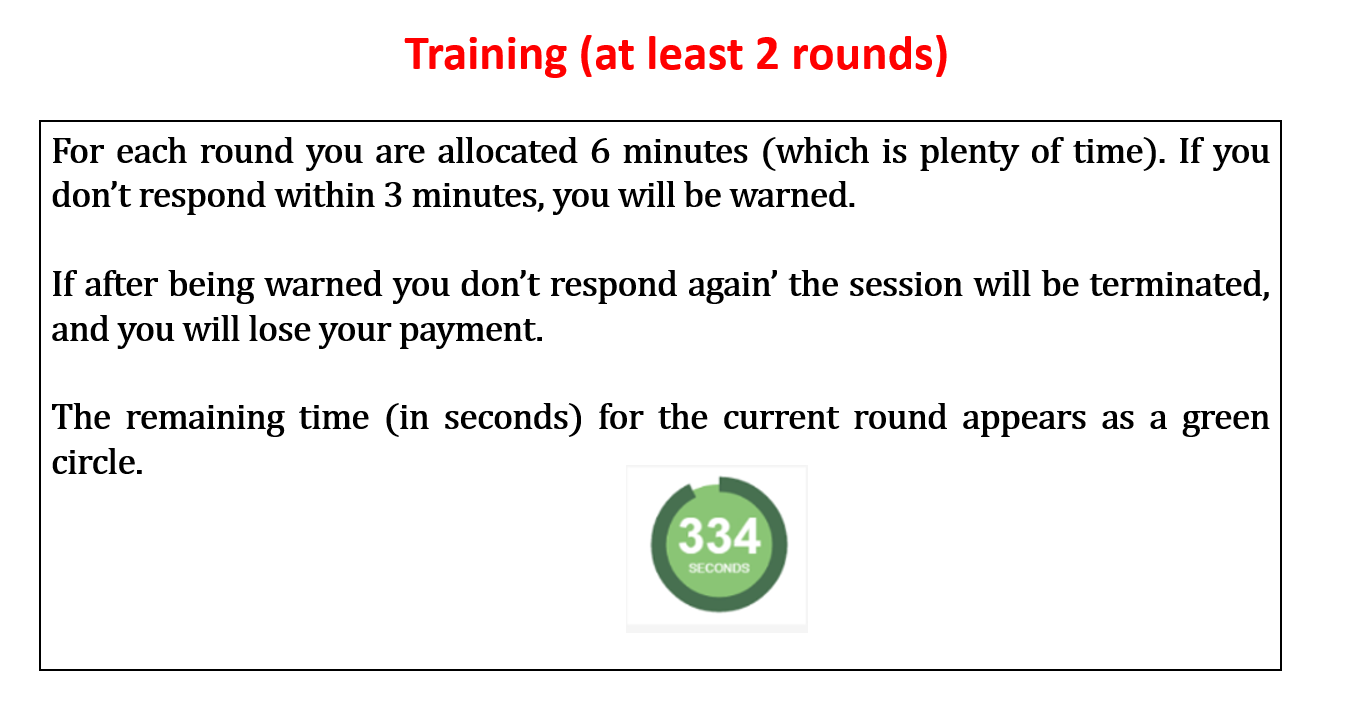 Training (at least 2 rounds)
For each round you are allocated 6 minutes (which is plenty of time). If you
don’t respond within 3 minutes, you will be warned.
If after being warned you don’t respond again’ the session will be terminated,
and you will lose your payment.
The remaining time (in seconds) for the current round appears as a green
circle.
334
SECONDS